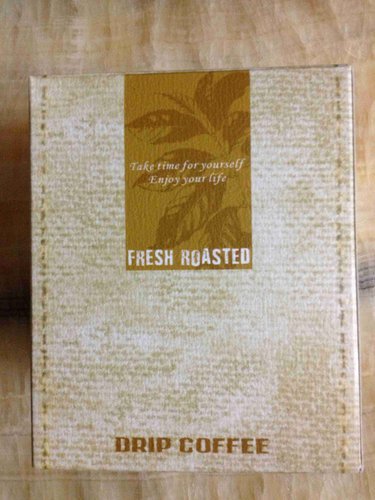 Take time for yourself
Enjoy your life
FRESH ROASTED
DRIP COFFEE